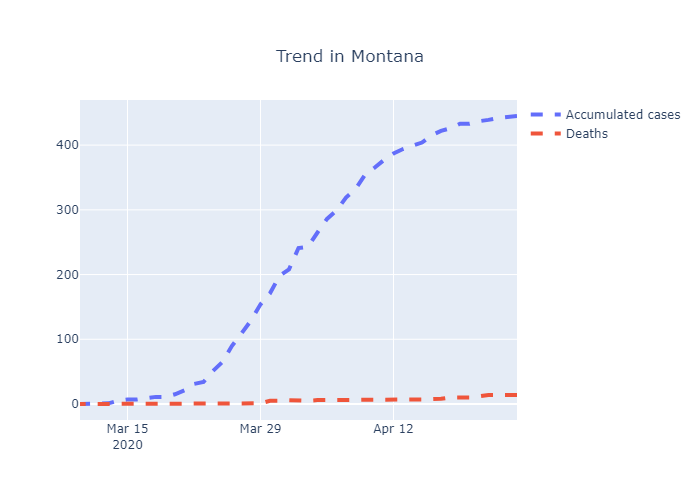 Trend in Montana
Accumulated cases
Deaths
400
300
200
100
0
Mar 15
2020
Mar 29
Apr 12